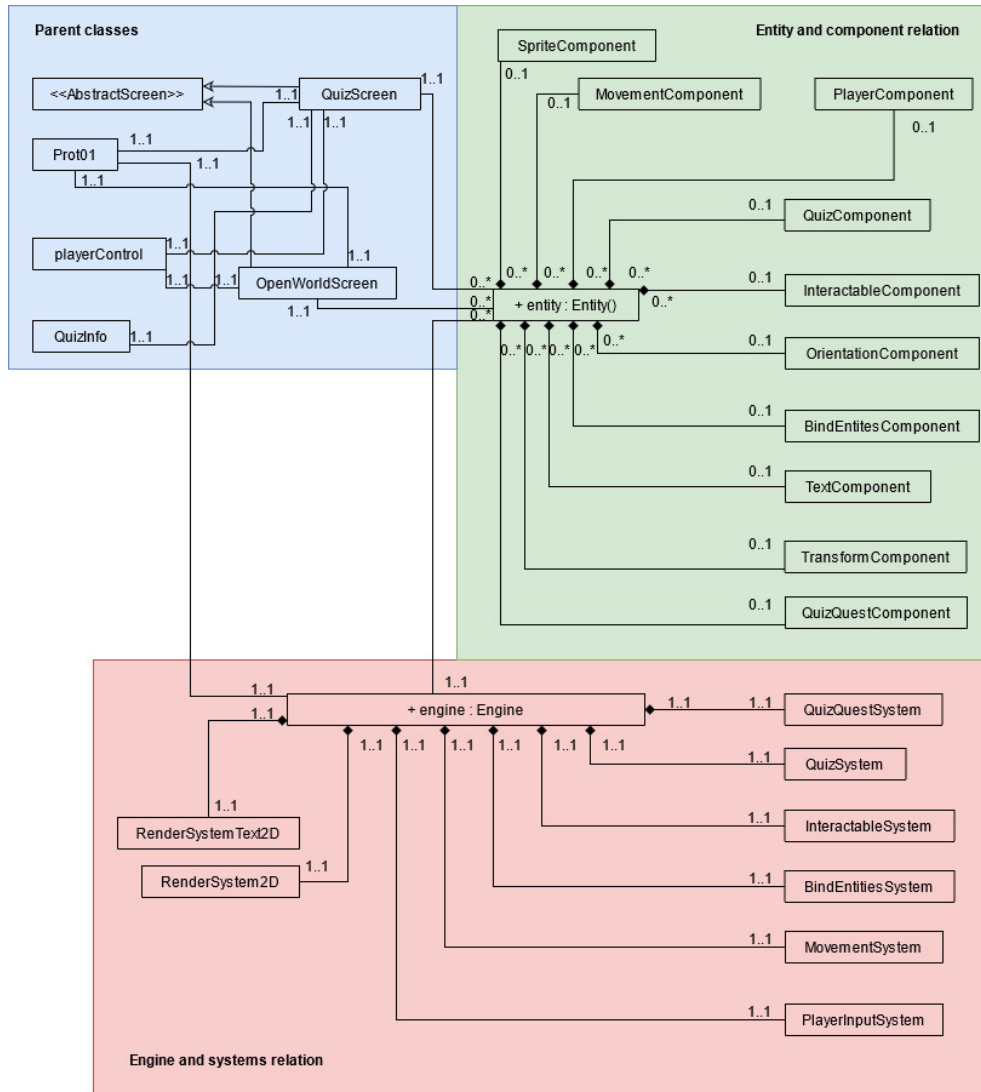 Parent classes
Entity and component relation
SpriteComponent
0..1
<<AbstractScreen>>
1..1
QuizScreen
1..1
MovementComponent
0..1
PlayerComponent
0..1
1..1
1..1
1..1
Prot01
1..1
1..1
1..1
0..1
QuizComponent
playerControl
1..1
1..1
1..1
1..1
OpenWorldScreen
1..1
0..*
0..*
0..*
0..*
0..*
0..*
0..*
0..*
0..*
+ entity : Entity()
0..1
InteractableComponent
QuizInfo
1..1
0..*
0..*
0..*
0..*
0..*
0..1
OrientationComponent
0..1
BindEntitesComponent
0..1
TextComponent
0..1
TransformComponent
0..1
QuizQuestComponent
1..1
1..1
+ engine : Engine
1..1
1..1
QuizQuestSystem
1..1
1..1
1..1
1..1
1..1
1..1
1..1
1..1
QuizSystem
1..1
RenderSystemText2D
1..1
InteractableSystem
1..1
RenderSystem2D
1..1
BindEntitiesSystem
1..1
MovementSystem
1..1
PlayerInputSystem
Engine and systems relation